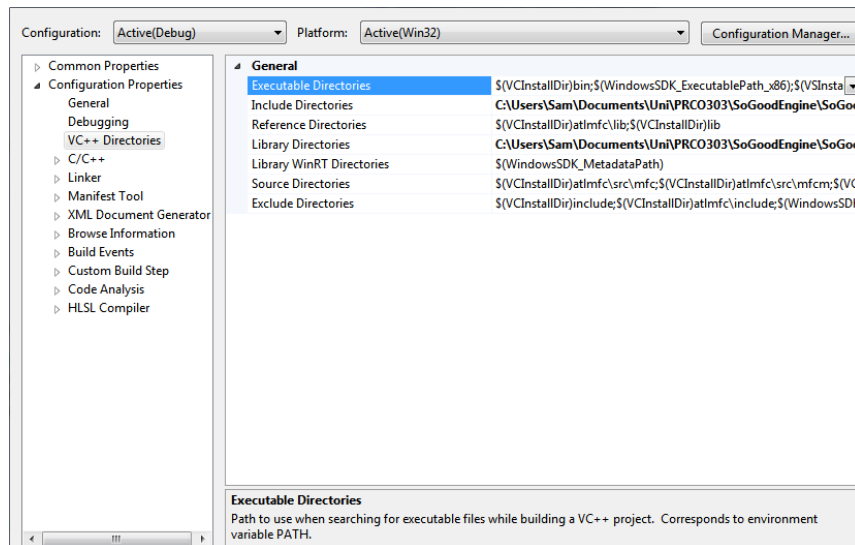 Configuration: Active(Debug) Platform: Active(Win32) Configuration Manager...
Common Properties
Configuration Properties
General
Debugging
VC++ Directories
C/C++
Linker
Manifest Tool
XML Document Generator
Browse Information
Build Events
Custom Build Step
Code Analysis
HLSL Compiler
General
Executable Directories $(VCInstallDir)bin;$(WindowsSDK_ExecutablePath_x86);$(VSInsta
Include Directories C:\Users\Sam\Documents\Uni\PRCO303\SoGoodEngine\SoGoo
Reference Directories $(VCInstallDir)atlmfc\lib;$(VCInstallDir)lib
Library Directories C:\Users\Sam\Documents\Uni\PRCO303\SoGoodEngine\SoGoo
Library WinRT Directories $(WindowsSDK_MetadataPath)
Source Directories $(VCInstallDir)atlmfc\src\mfc;$(VCInstallDir)atlmfc\src\mfcm;$(VC
Exclude Directories $(VCInstallDir)include;$(VCInstallDir)atlmfc\include;$(WindowsSD
Executable Directories
Path to use when searching for executable files while building a VC++ project. Corresponds to environment
variable PATH.